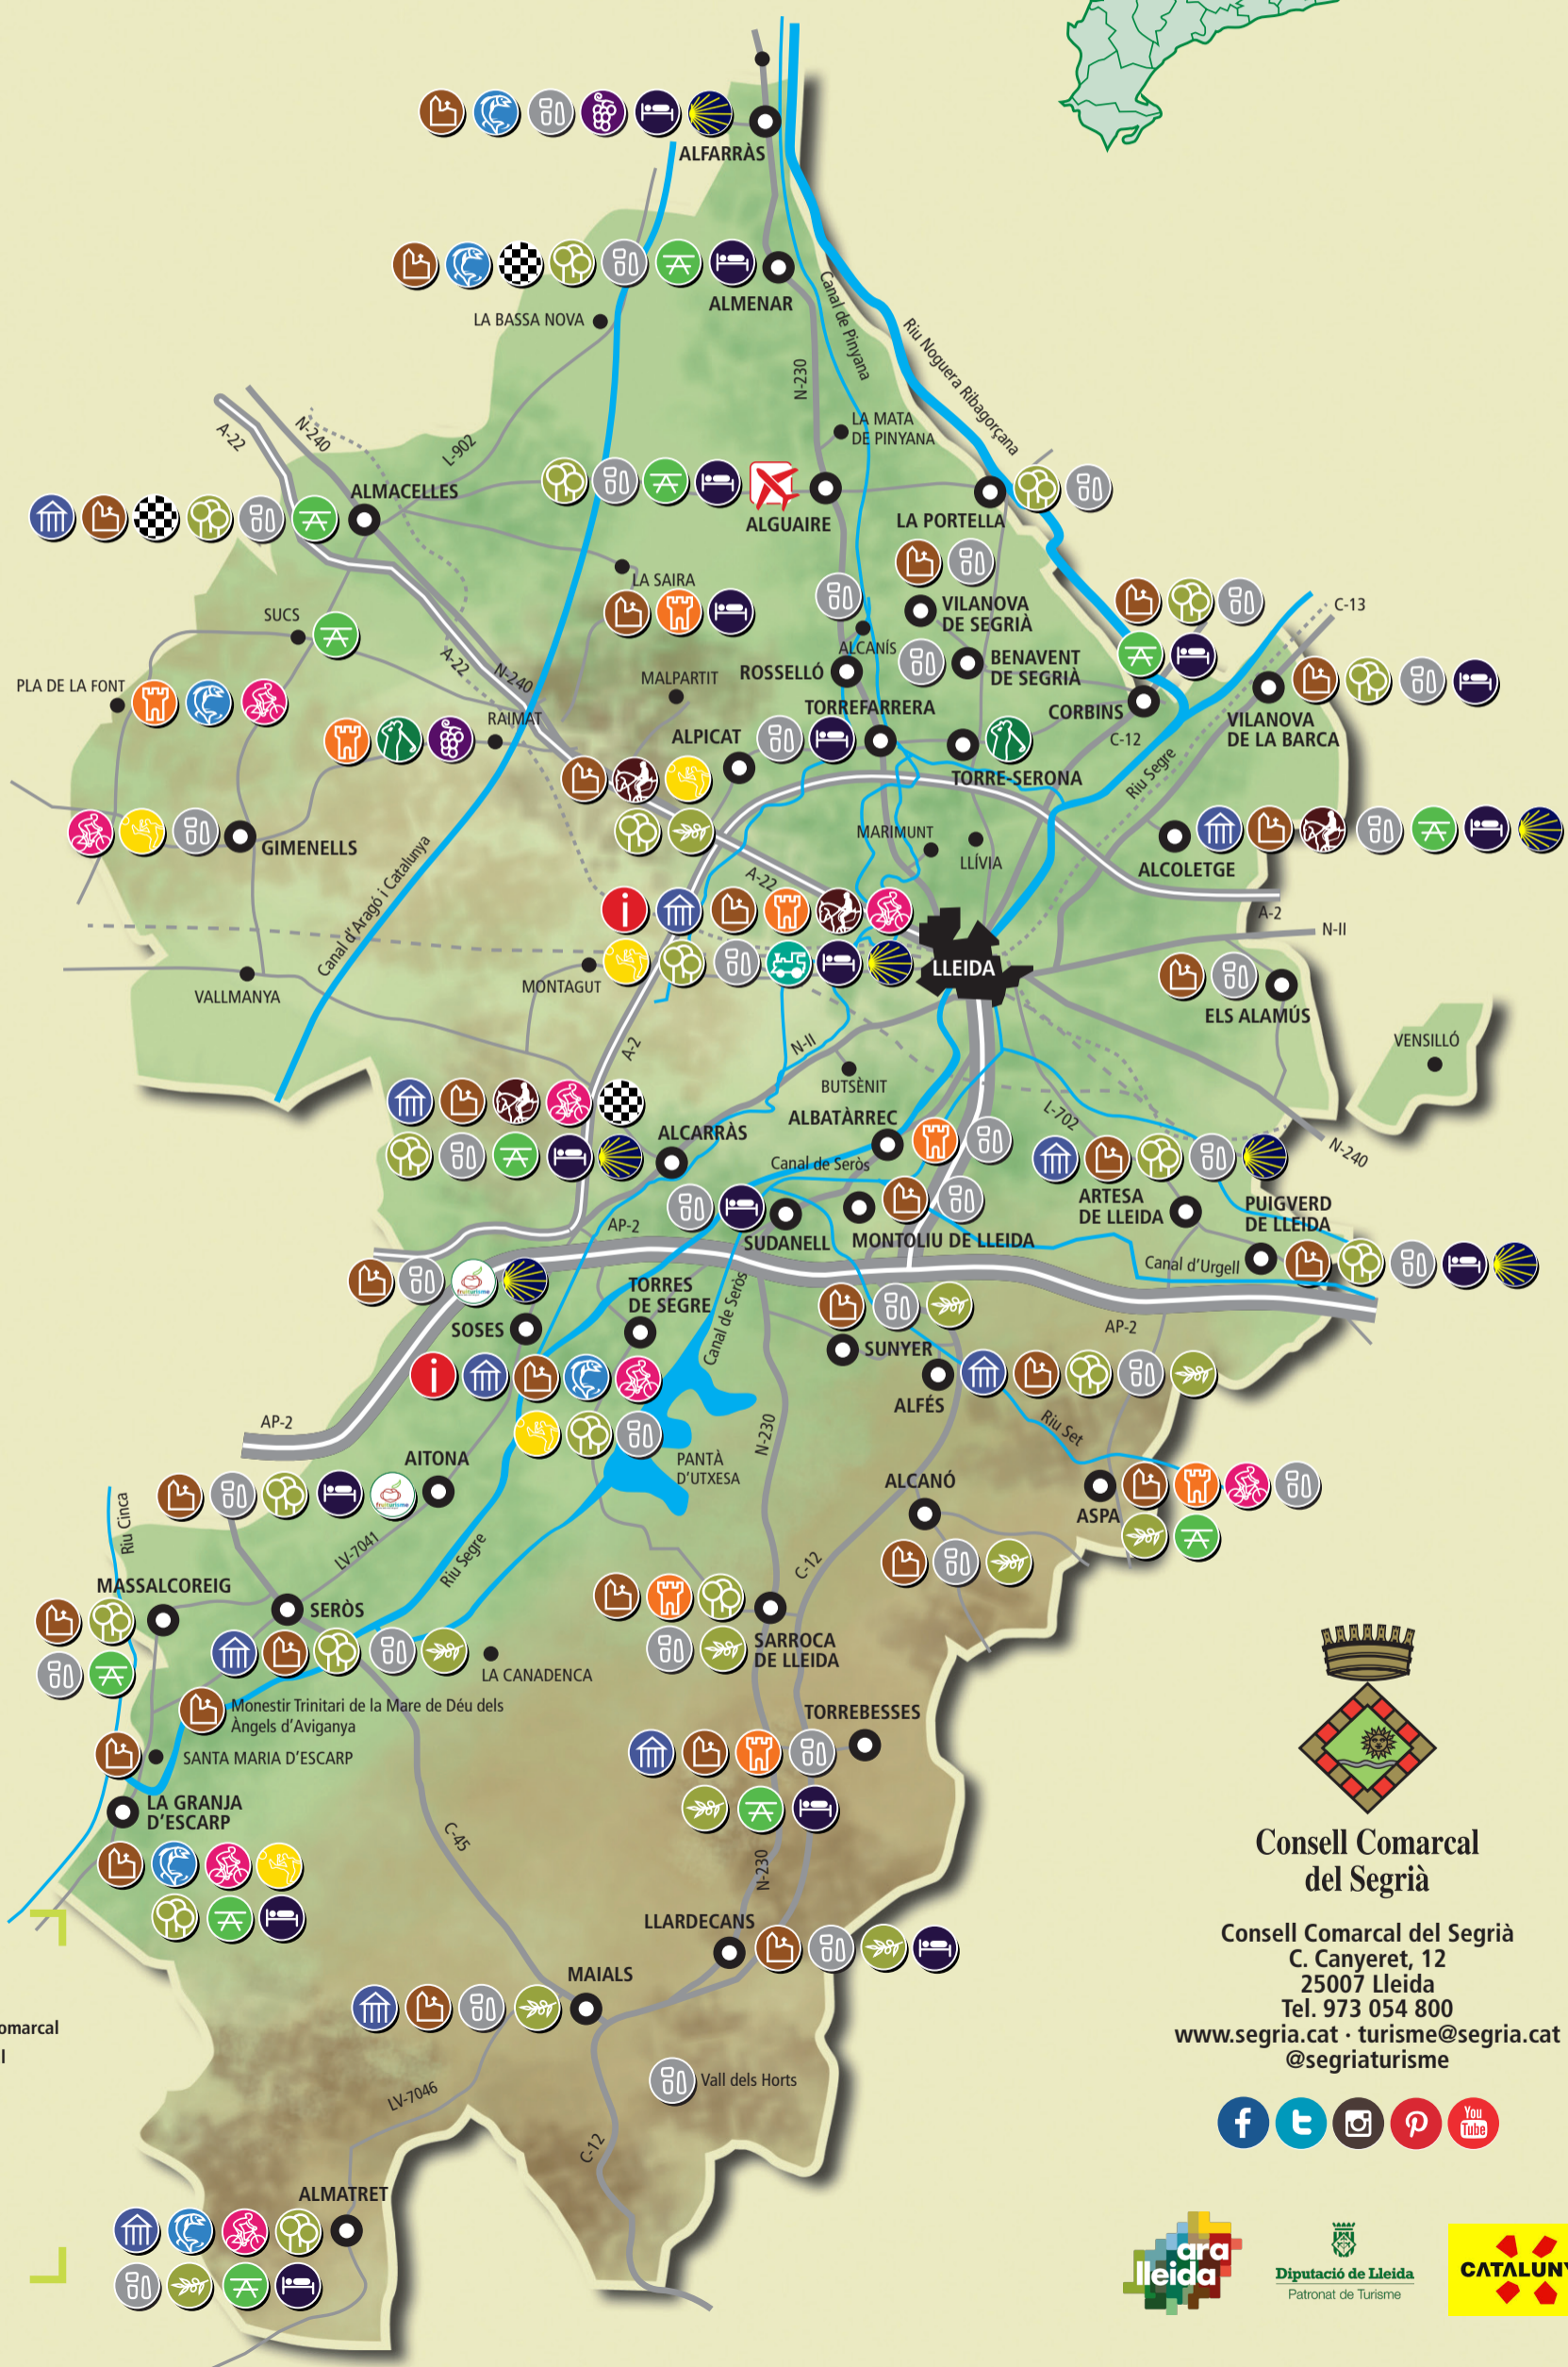 ALFARRÀS
ALMENAR
LA BASSA NOVA
Canal de Pinyana
Riu Noguera Ribagorçana
N-230
LA MATA
DE PINYANA
A-22
N-240
L-902
ALMACELLES
ALGUAIRE
LA PORTELLA
LA SAIRA
VILANOVA
DE SEGRIÀ
C-13
SUCS
ALCANÍS
ROSSELLÓ
BENAVENT
DE SEGRIÀ
A-22
N-240
MALPARTIT
PLA DE LA FONT
RAIMAT
TORREFARRERA
CORBINS
VILANOVA
DE LA BARCA
ALPICAT
C-12
TORRE-SERONA
Riu Segre
MARIMUNT
LLÍVIA
GIMENELLS
ALCOLETGE
Canal d'Aragó i Catalunya
A-22
A-2
N-II
LLEIDA
MONTAGUT
VALLMANYA
ELS ALAMÚS
VENSILLÓ
A-2
N-II
BUTSÈNIT
L-702
ALBATÀRREC
ALCARRÀS
N-240
Canal de Seròs
ARTESA
DE LLEIDA
PUIGVERD
DE LLEIDA
AP-2
SUDANELL
MONTOLIU DE LLEIDA
Canal d'Urgell
fruiturisme
TORRES
DE SEGRE
Canal de Seròs
AP-2
SOSES
SUNYER
ALFÉS
AP-2
N-230
Riu Set
AITONA
PANTÀ
D'UTXESA
ALCANÓ
ASPA
fruiturisme
Riu Cinca
LV-7041
Riu Segre
C-12
MASSALCOREIG
SERÒS
SARROCA
DE LLEIDA
LA CANADENCA
Monestir Trinitari de la Mare de Déu dels
Àngels d'Aviganya
TORREBESSES
SANTA MARIA D'ESCARP
LA GRANJA
D'ESCARP
C-45
N-230
LLARDECANS
MAIALS
Vall dels Horts
LV-7046
C-12
ALMATRET
omarcal
l
Consell Comarcal
del Segrià
Consell Comarcal del Segrià
C. Canyeret, 12
25007 Lleida
Tel. 973 054 800
www.segria.cat · turisme@segria.cat
@segriaturisme
You
Tube
ara
lleida
Diputació de Lleida
Patronat de Turisme
CATALUNY